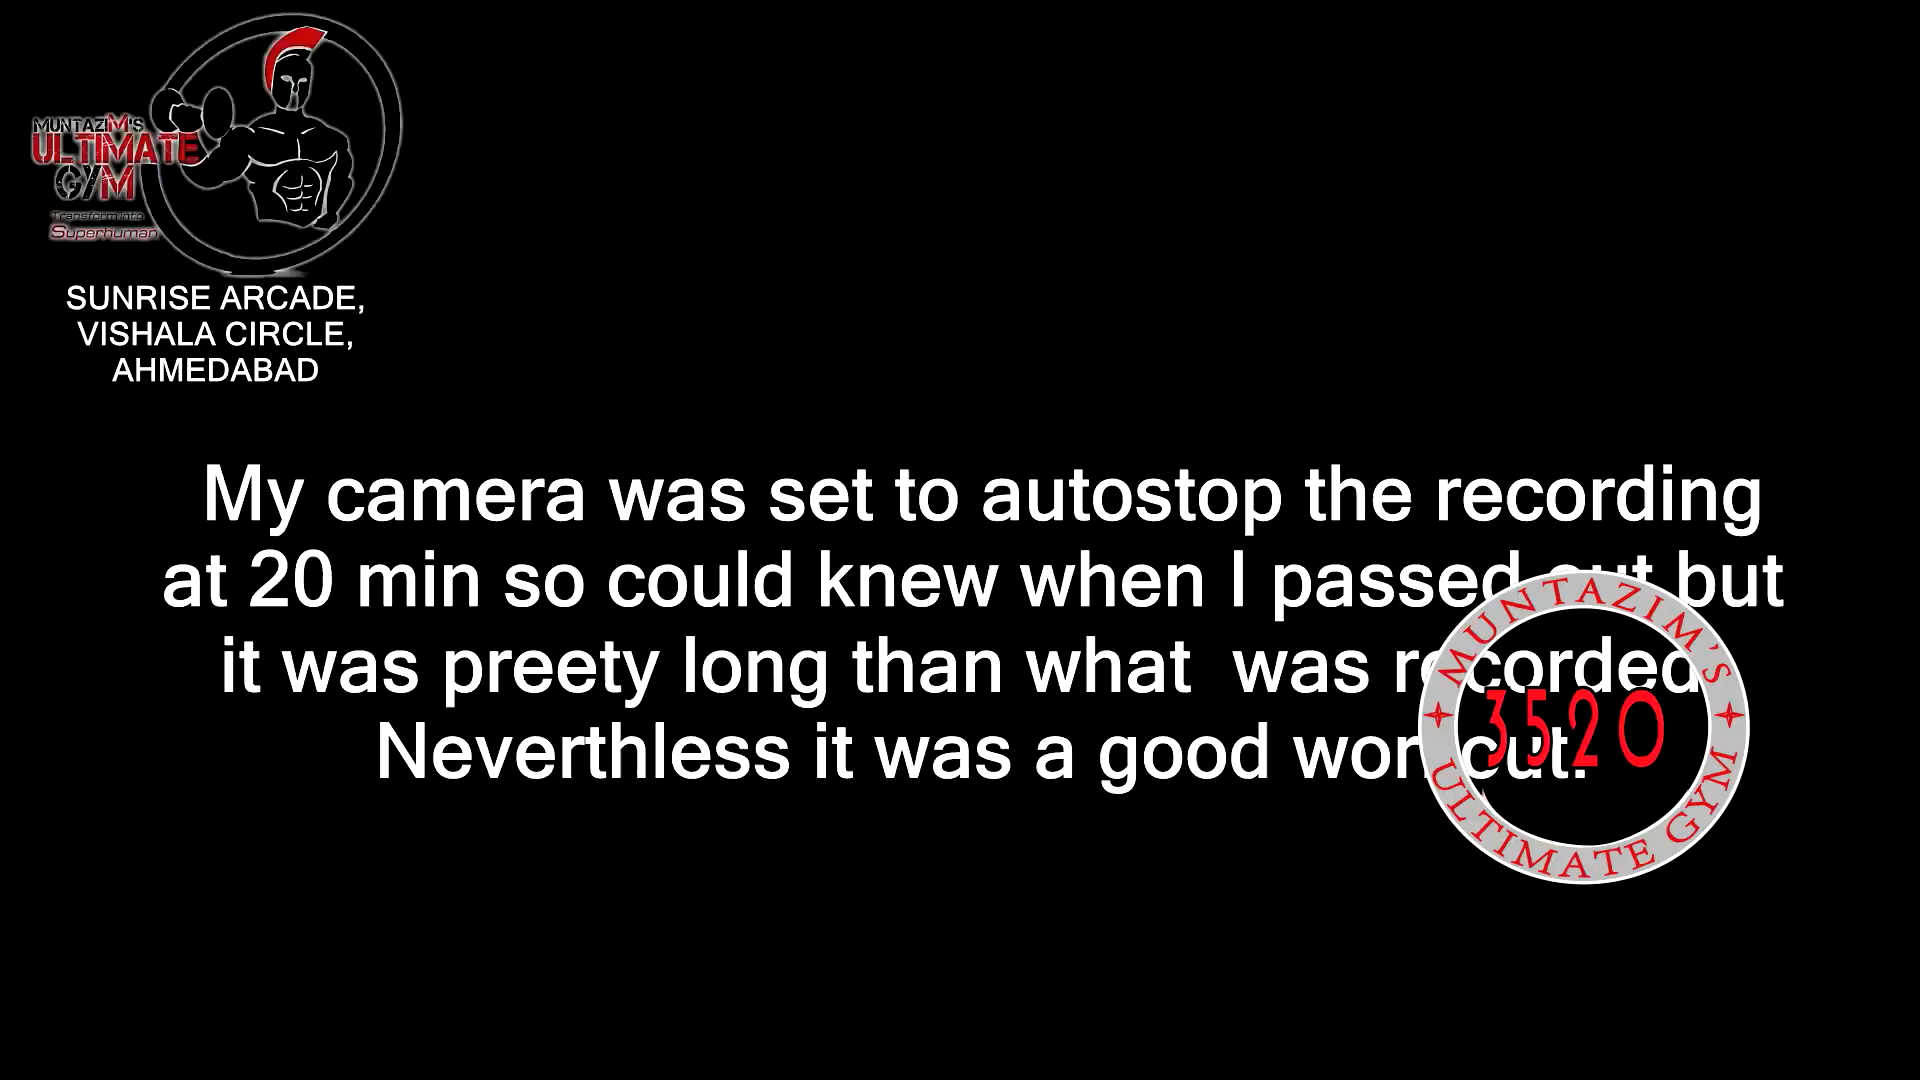 MUNTAZIM'S
ULTIMATE
GYM
Transform into
Superhuman
SUNRISE ARCADE,
VISHALA CIRCLE,
AHMEDABAD
My camera was set to autostop the recording
at 20 min so could knew when I passed out but
it was preety long than what was recorded
Neverthless it was a good workout.
MUNTAZIM'S
3520
ULTIMATE GYM